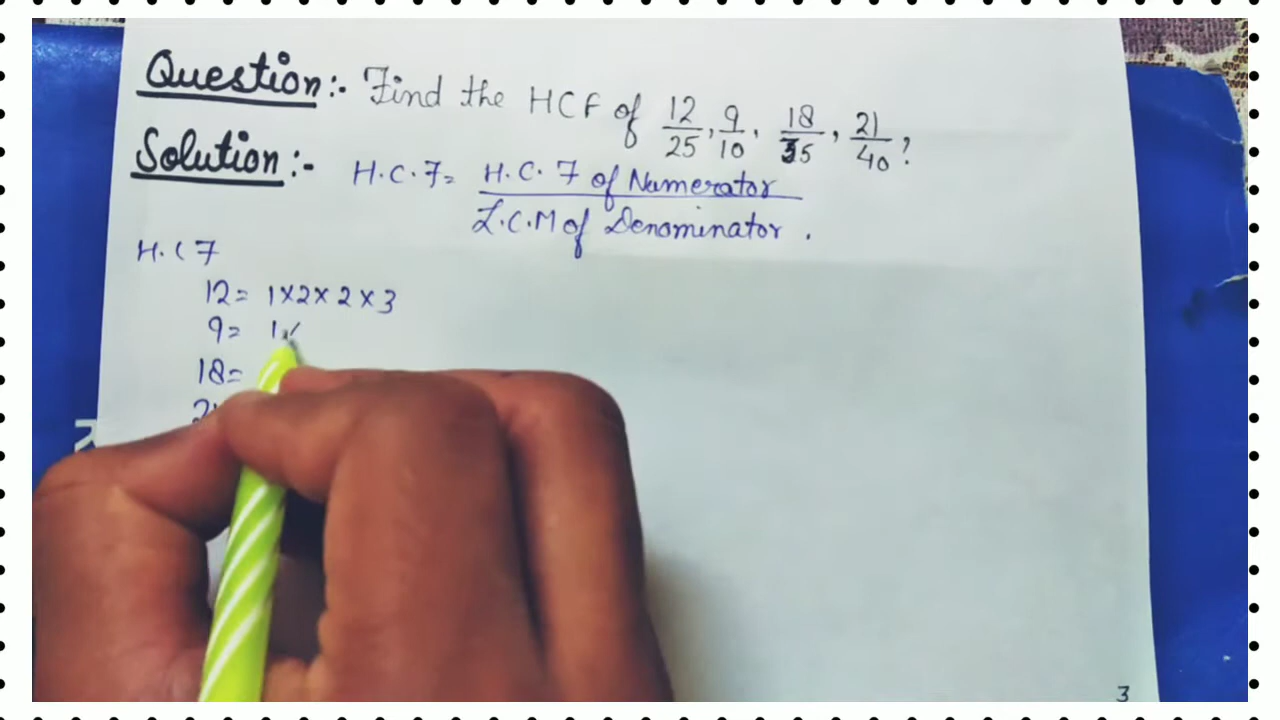 Question:- Find the HCF of 12/25, 9/10, 18/35, 21/40?
Solution:- H.C.F= H.C.F of Numerator / L.C.M of Denominator.
H.C F
12= 1×2×2×3
9= 1×
18=
3